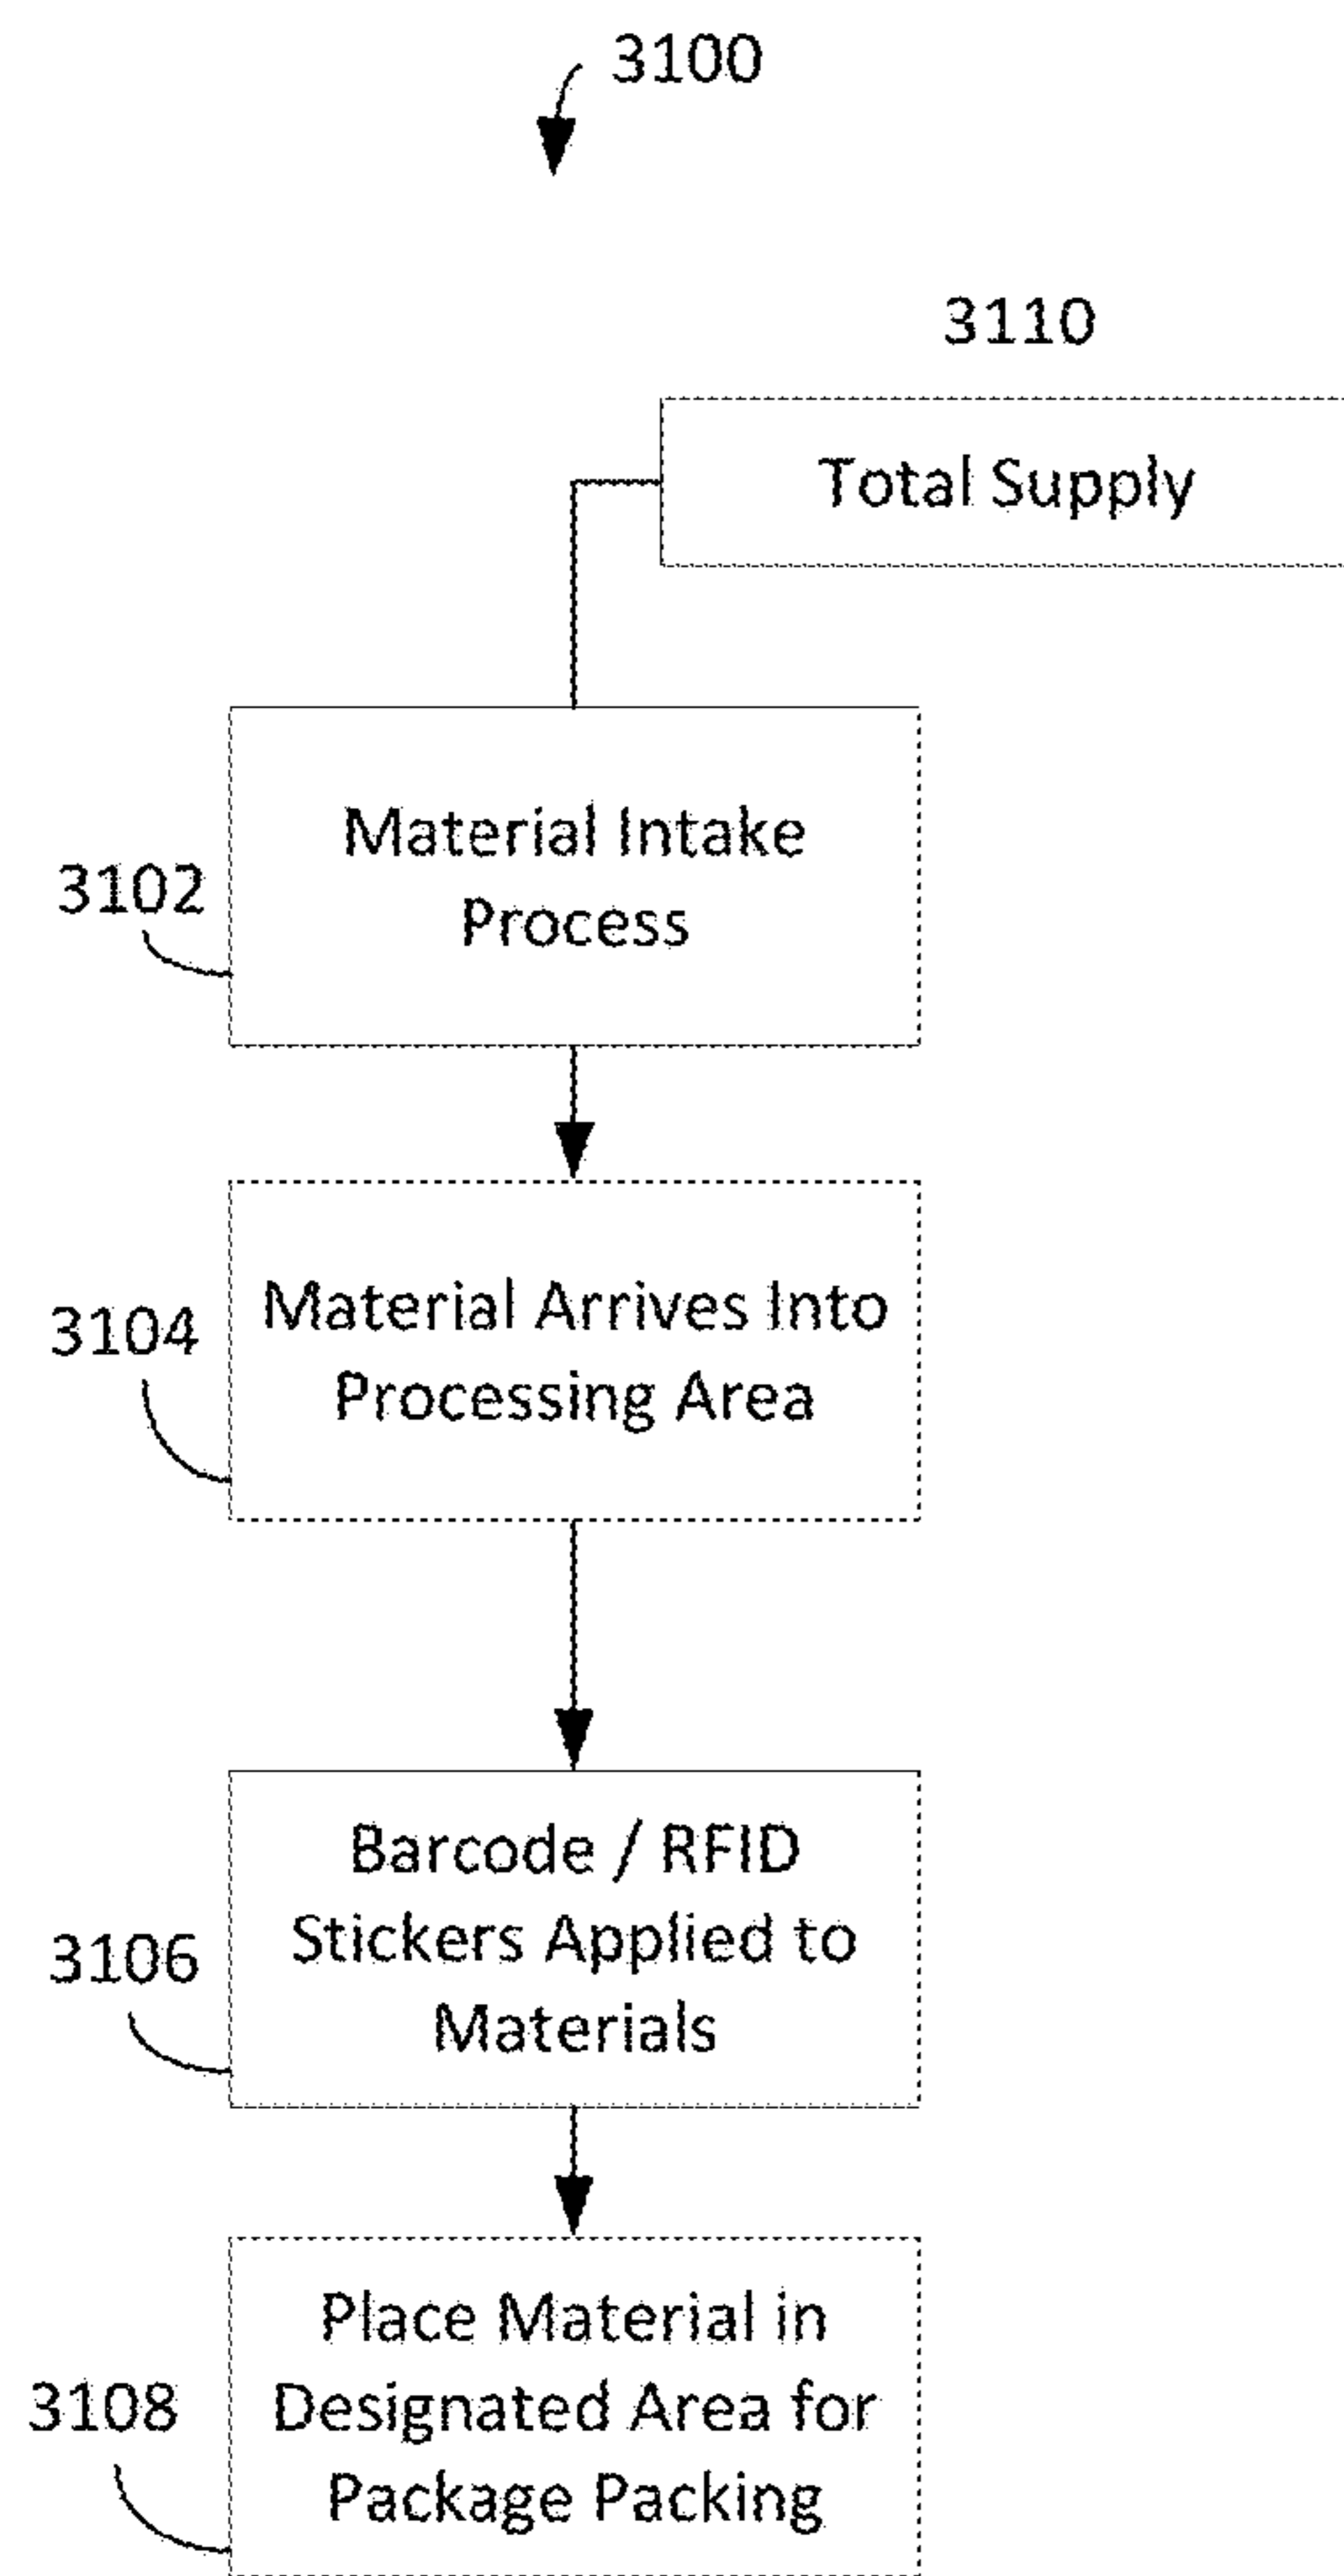 3100
3110
Total Supply
Material Intake
Process
3102
Material Arrives Into
Processing Area
3104
Barcode / RFID
Stickers Applied to
Materials
3106
Place Material in
Designated Area for
Package Packing
3108